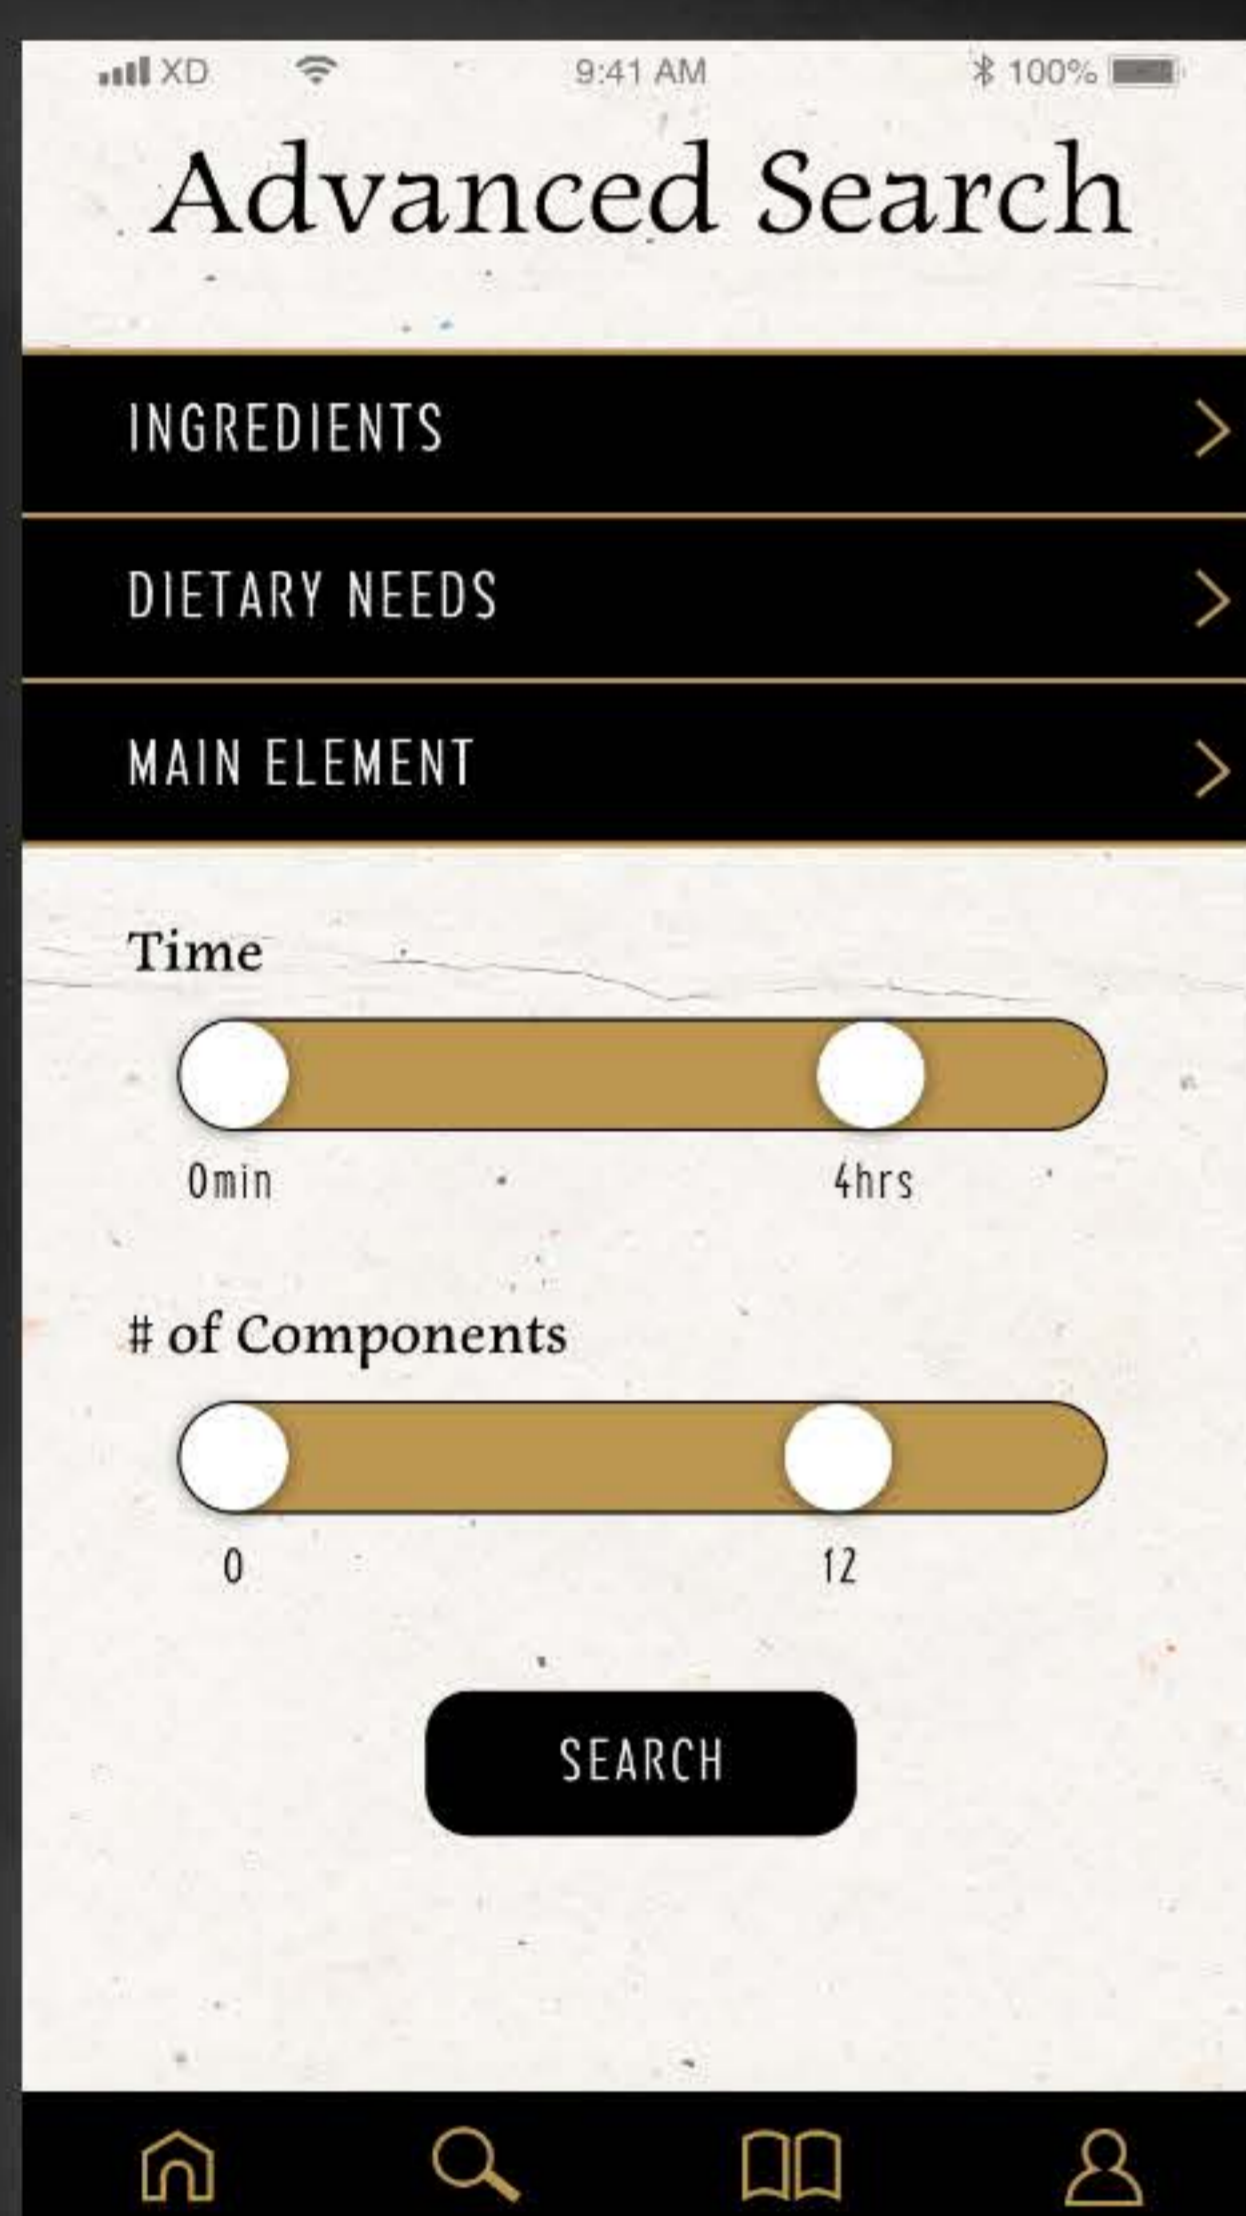 XD 9:41 AM 100%
Advanced Search
INGREDIENTS
DIETARY NEEDS
MAIN ELEMENT
Time
0min 4hrs
# of Components
0 12
SEARCH